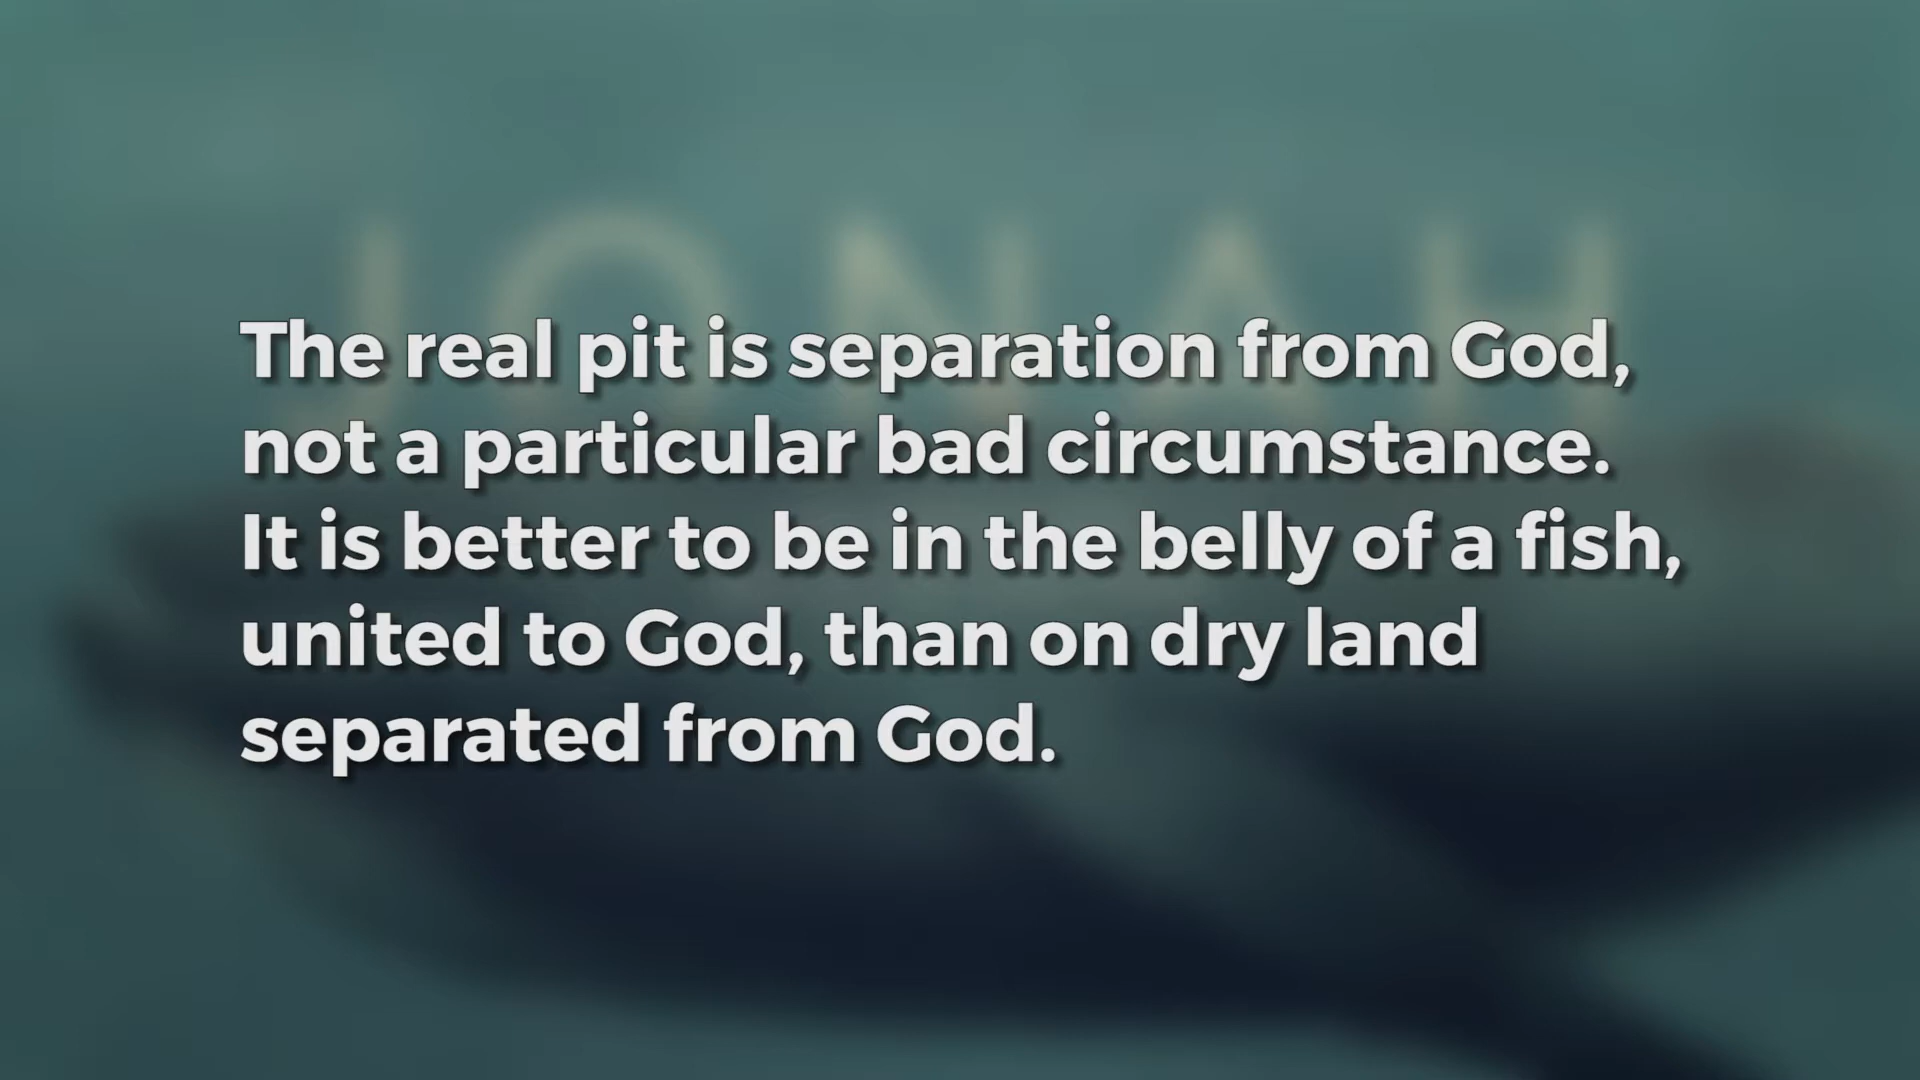 JONAH
The real pit is separation from God,
not a particular bad circumstance.
It is better to be in the belly of a fish,
united to God, than on dry land
separated from God.